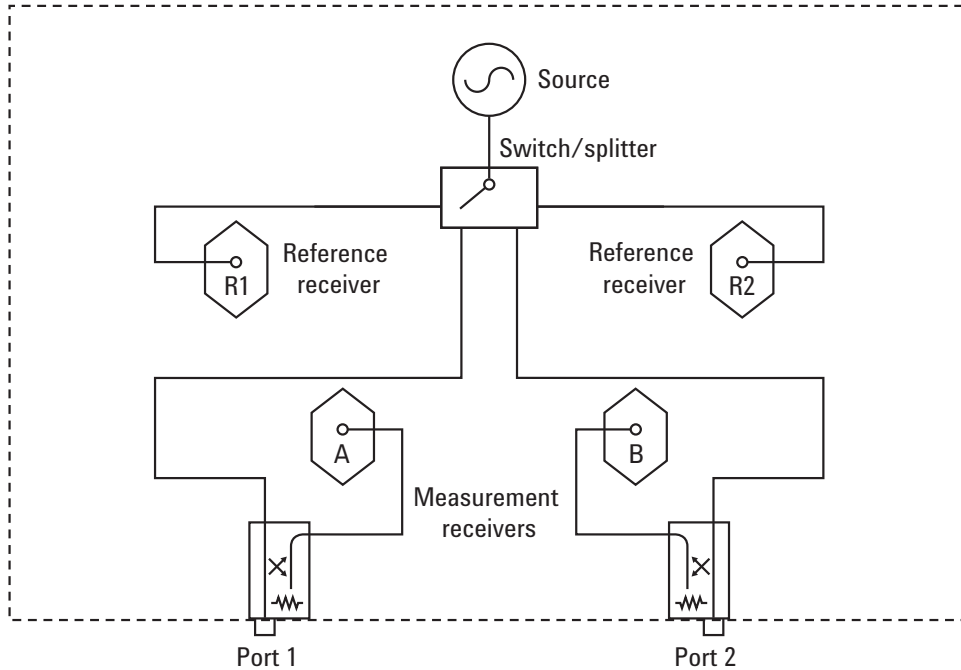 Source
Switch/splitter
Reference
receiver
R1
Reference
receiver
R2
A
B
Measurement
receivers
Port 1
Port 2